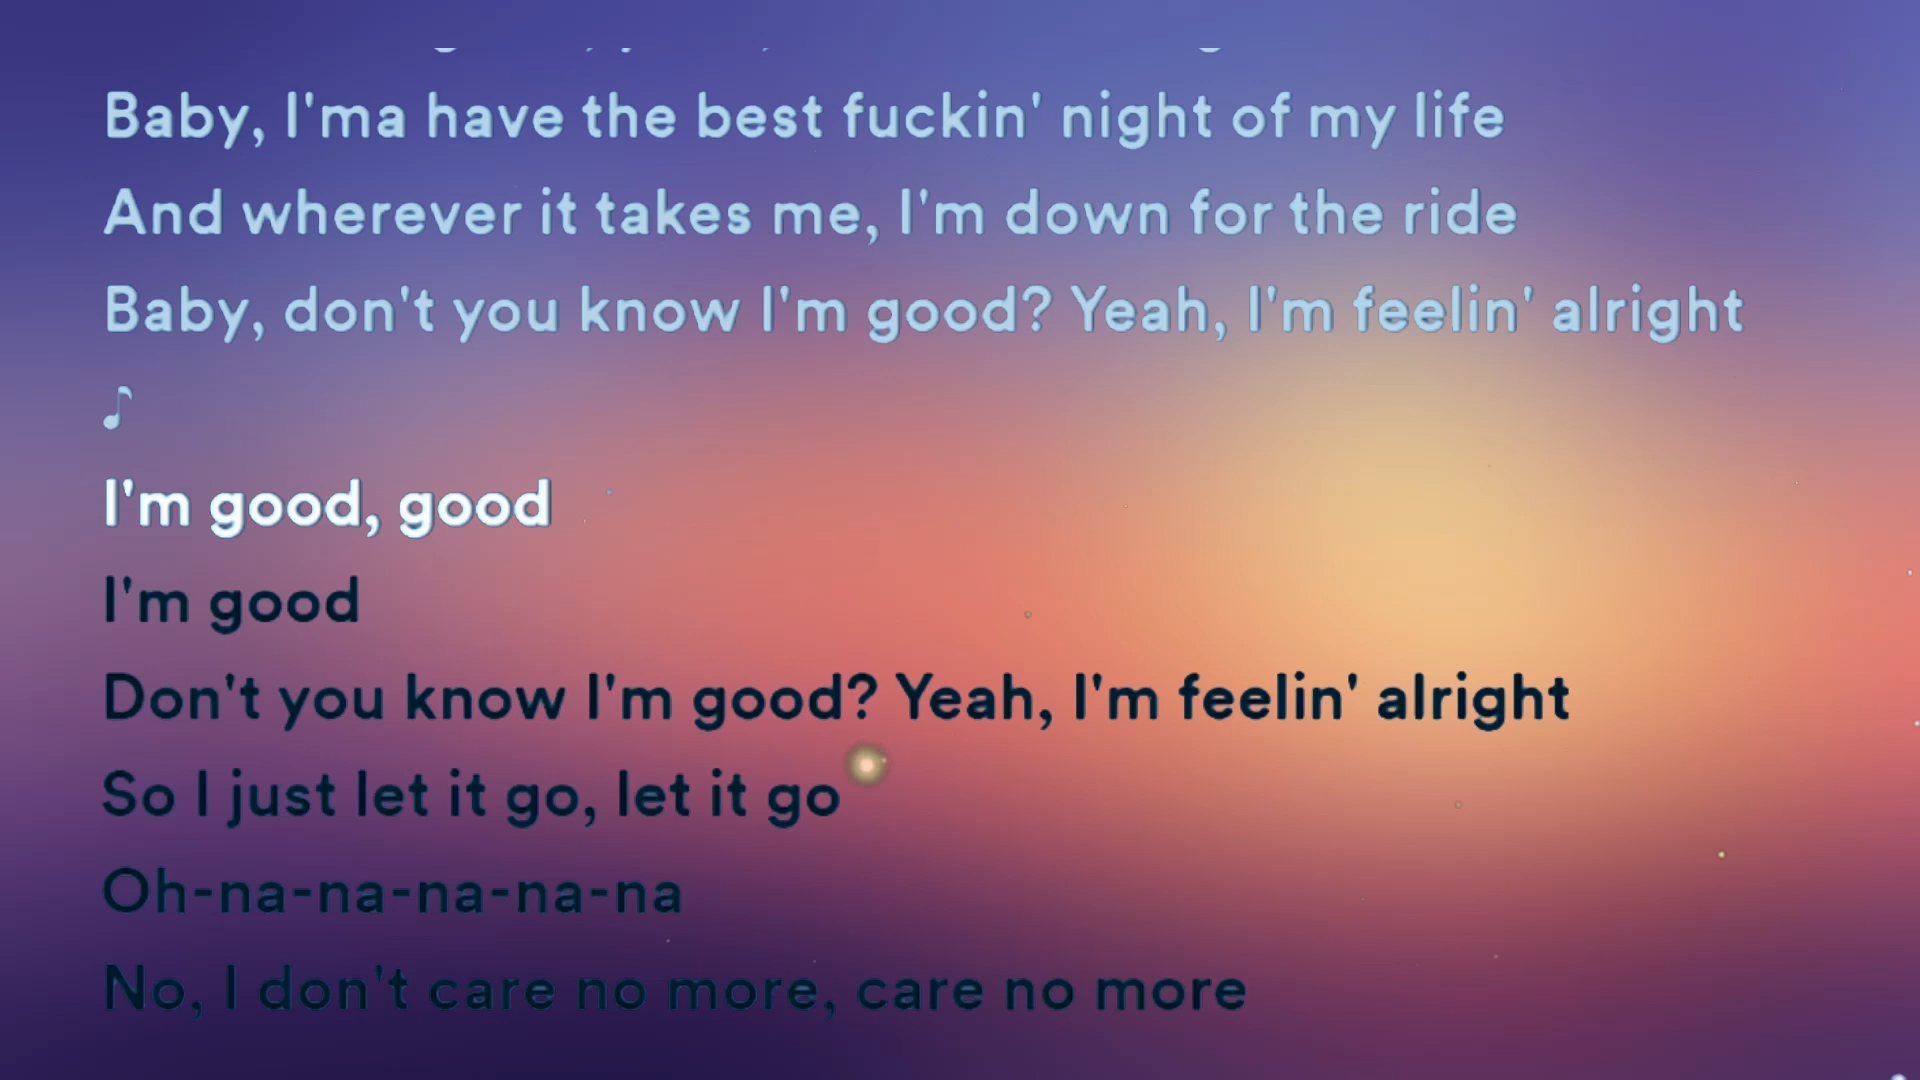 Baby, I'ma have the best fuckin' night of my life
And wherever it takes me, I'm down for the ride
Baby, don't you know I'm good? Yeah, I'm feelin' alright
♪
I'm good, good
I'm good
Don't you know I'm good? Yeah, I'm feelin' alright
So I just let it go, let it go
Oh-na-na-na-na-na
No, I don't care no more, care no more